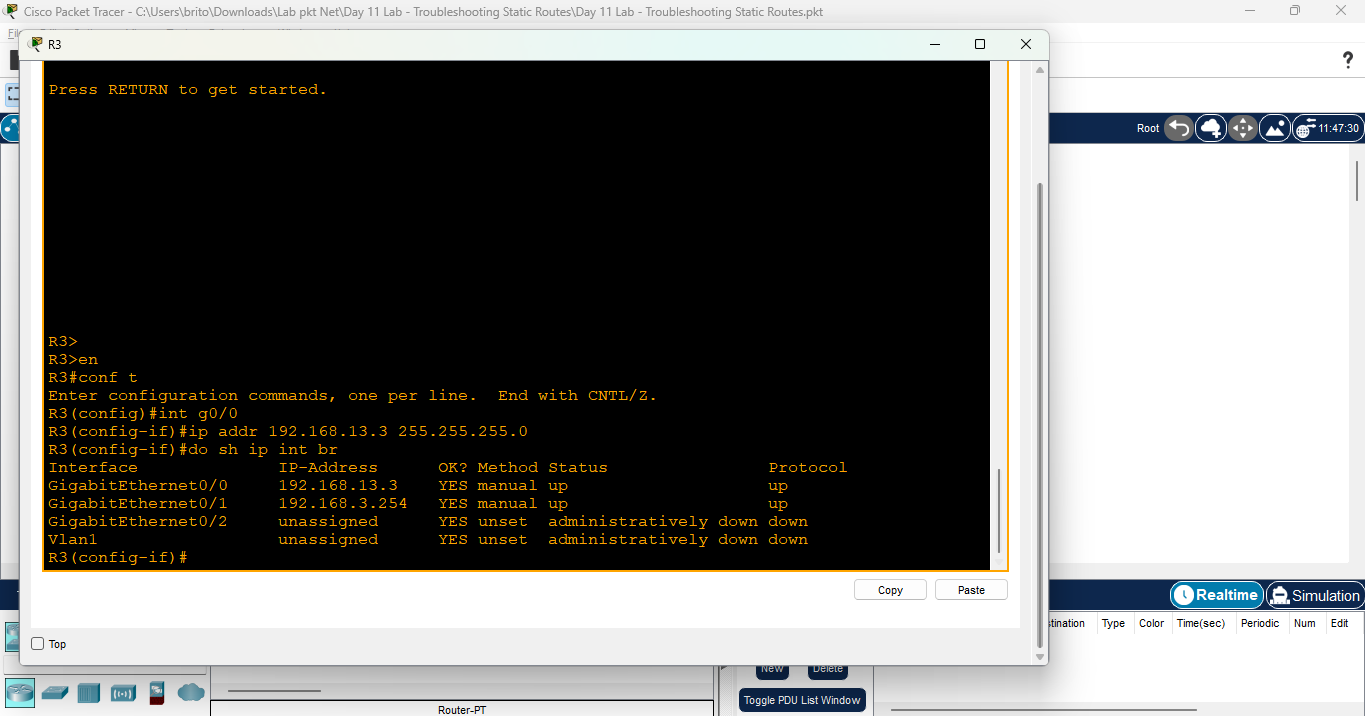 Cisco Packet Tracer - C:\Users\brito\Downloads\Lab pkt Net\Day 11 Lab - Troubleshooting Static Routes\Day 11 Lab - Troubleshooting Static Routes.pkt
R3
?
Press RETURN to get started.
Root
11:47:30
R3>
R3>en
R3#conf t
Enter configuration commands, one per line.  End with CNTL/Z.
R3(config)#int g0/0
R3(config-if)#ip addr 192.168.13.3 255.255.255.0
R3(config-if)#do sh ip int br
Interface IP-Address OK? Method Status Protocol
GigabitEthernet0/0 192.168.13.3 YES manual up up
GigabitEthernet0/1 192.168.3.254 YES manual up up
GigabitEthernet0/2 unassigned YES unset administratively down down
Vlan1 unassigned YES unset administratively down down
R3(config-if)#
Copy Paste
Realtime Simulation
Top
stination Type Color Time(sec) Periodic Num Edit
New Delete
Toggle PDU List Window
Router-PT